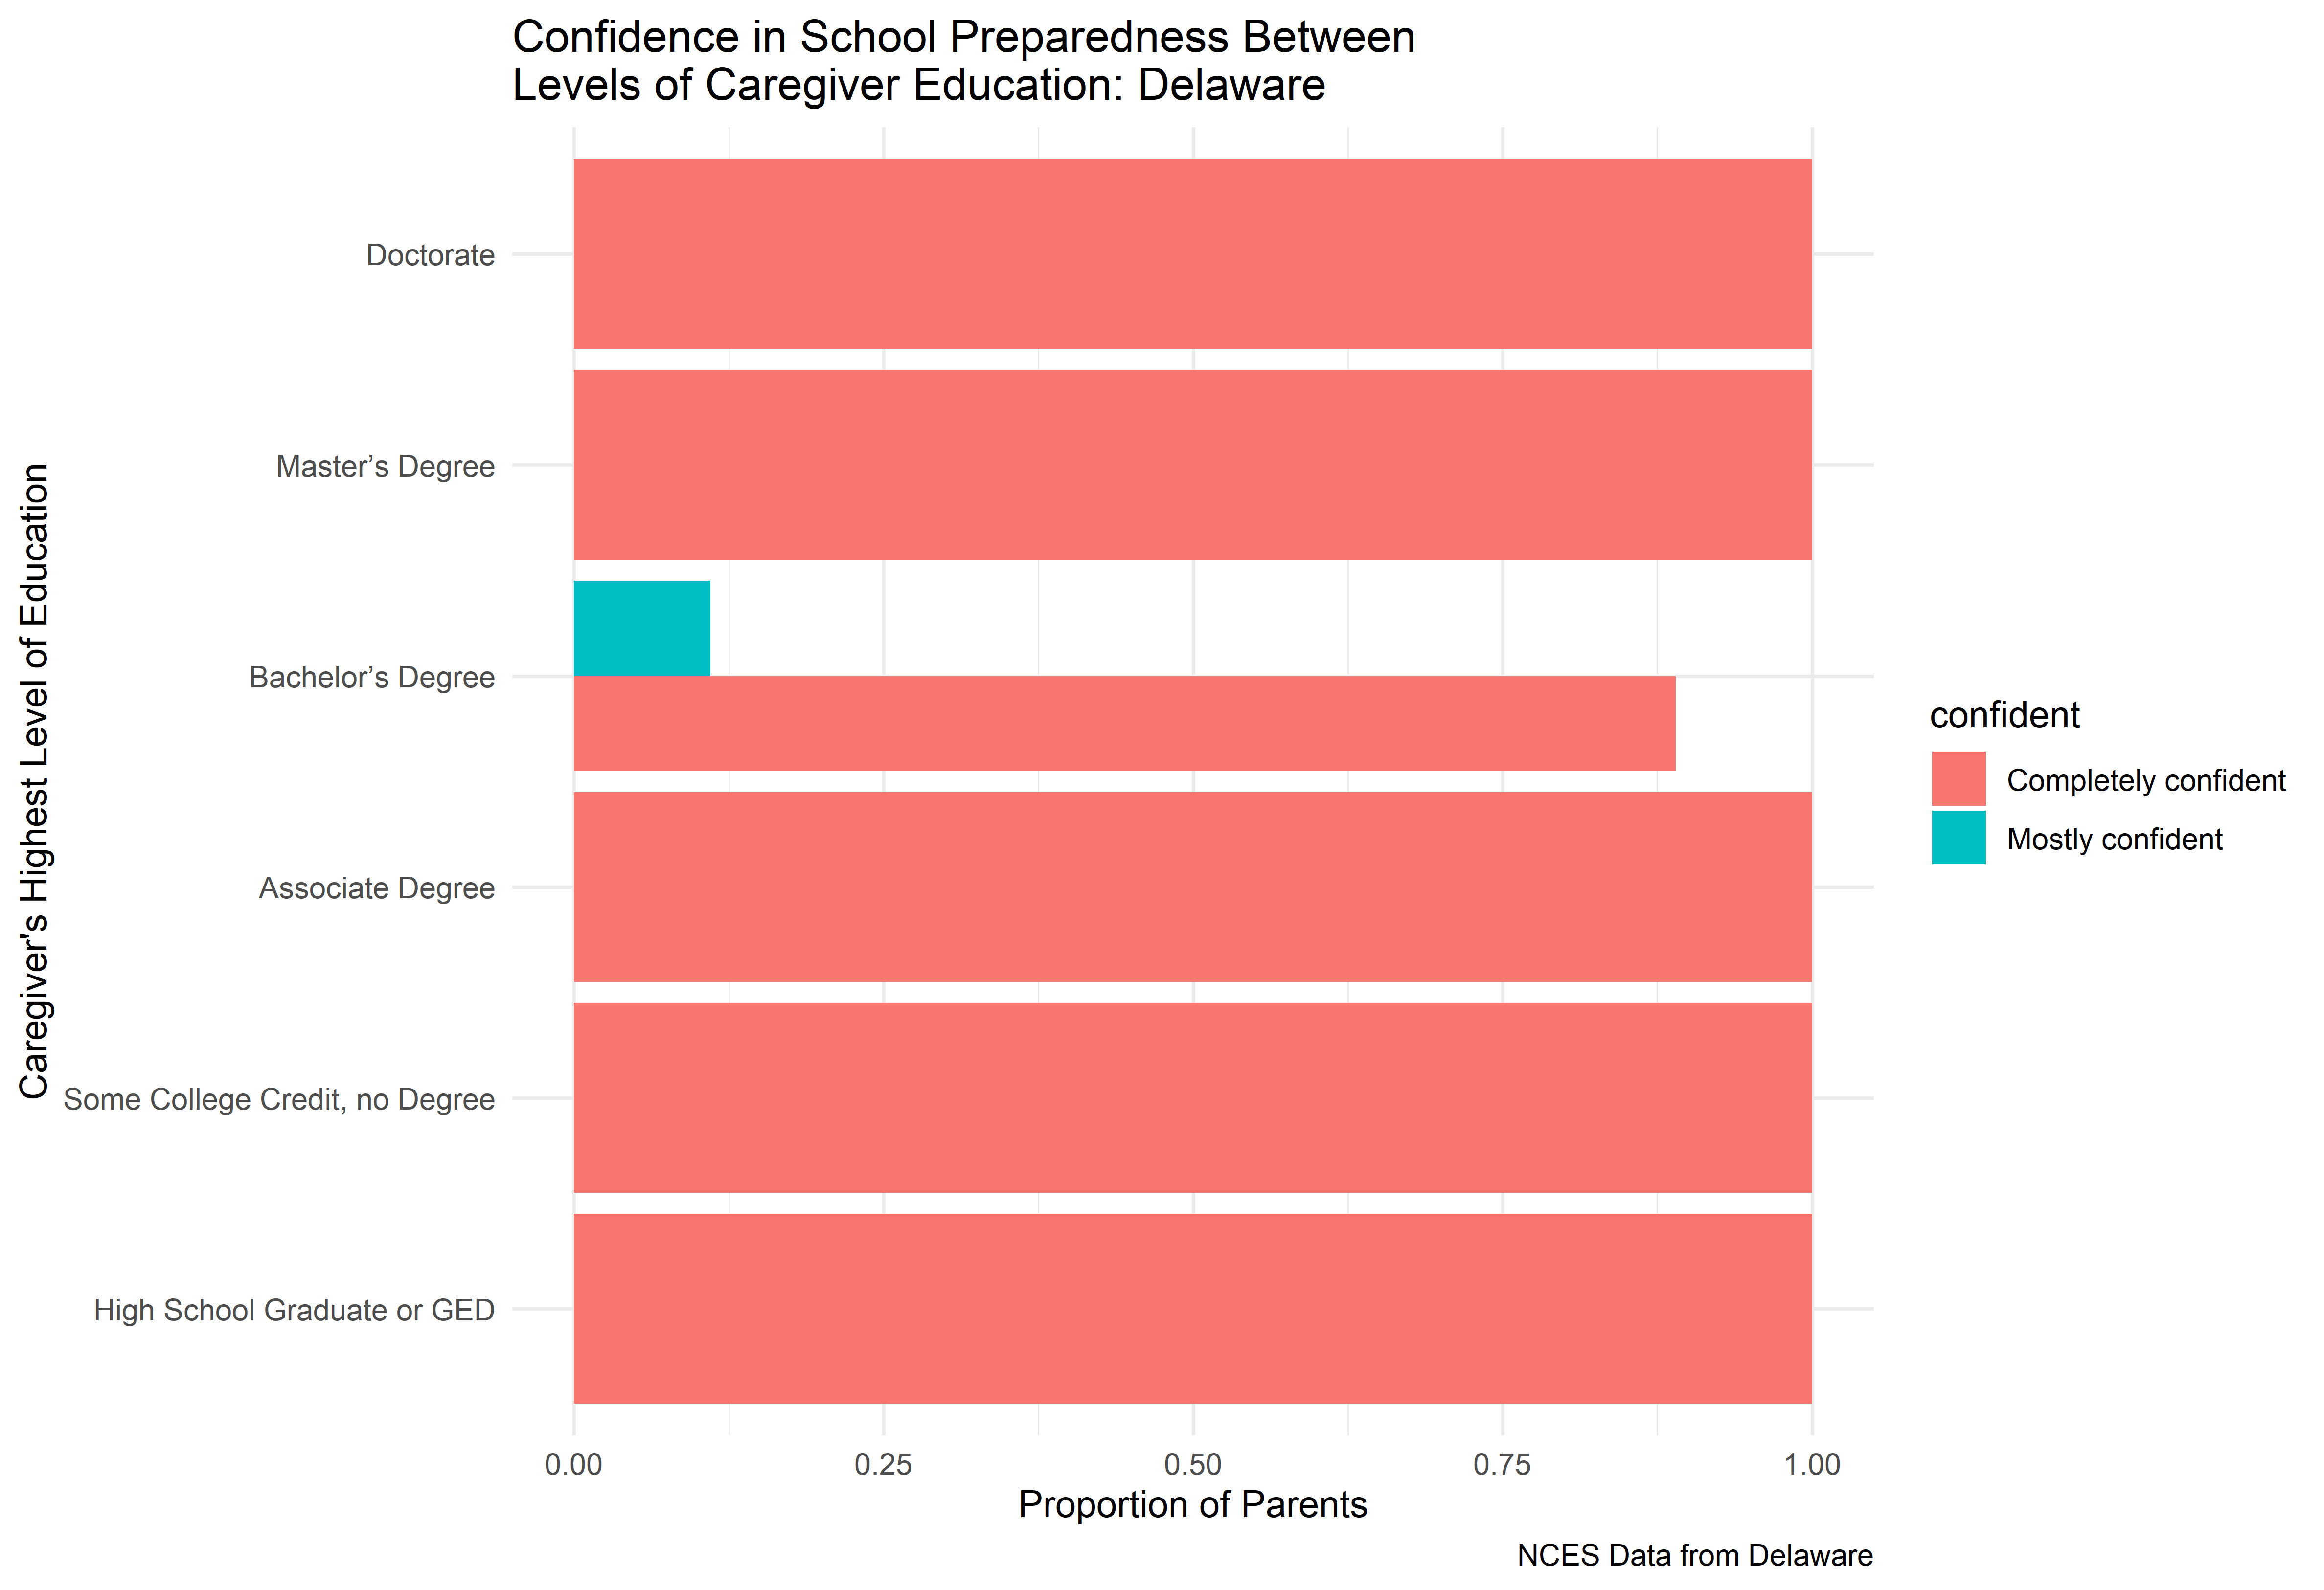 Confidence in School Preparedness Between
Levels of Caregiver Education: Delaware
Caregiver's Highest Level of Education
Doctorate
Master’s Degree
Bachelor’s Degree
Associate Degree
Some College Credit, no Degree
High School Graduate or GED
0.00 0.25 0.50 0.75 1.00
Proportion of Parents
confident
Completely confident
Mostly confident
NCES Data from Delaware